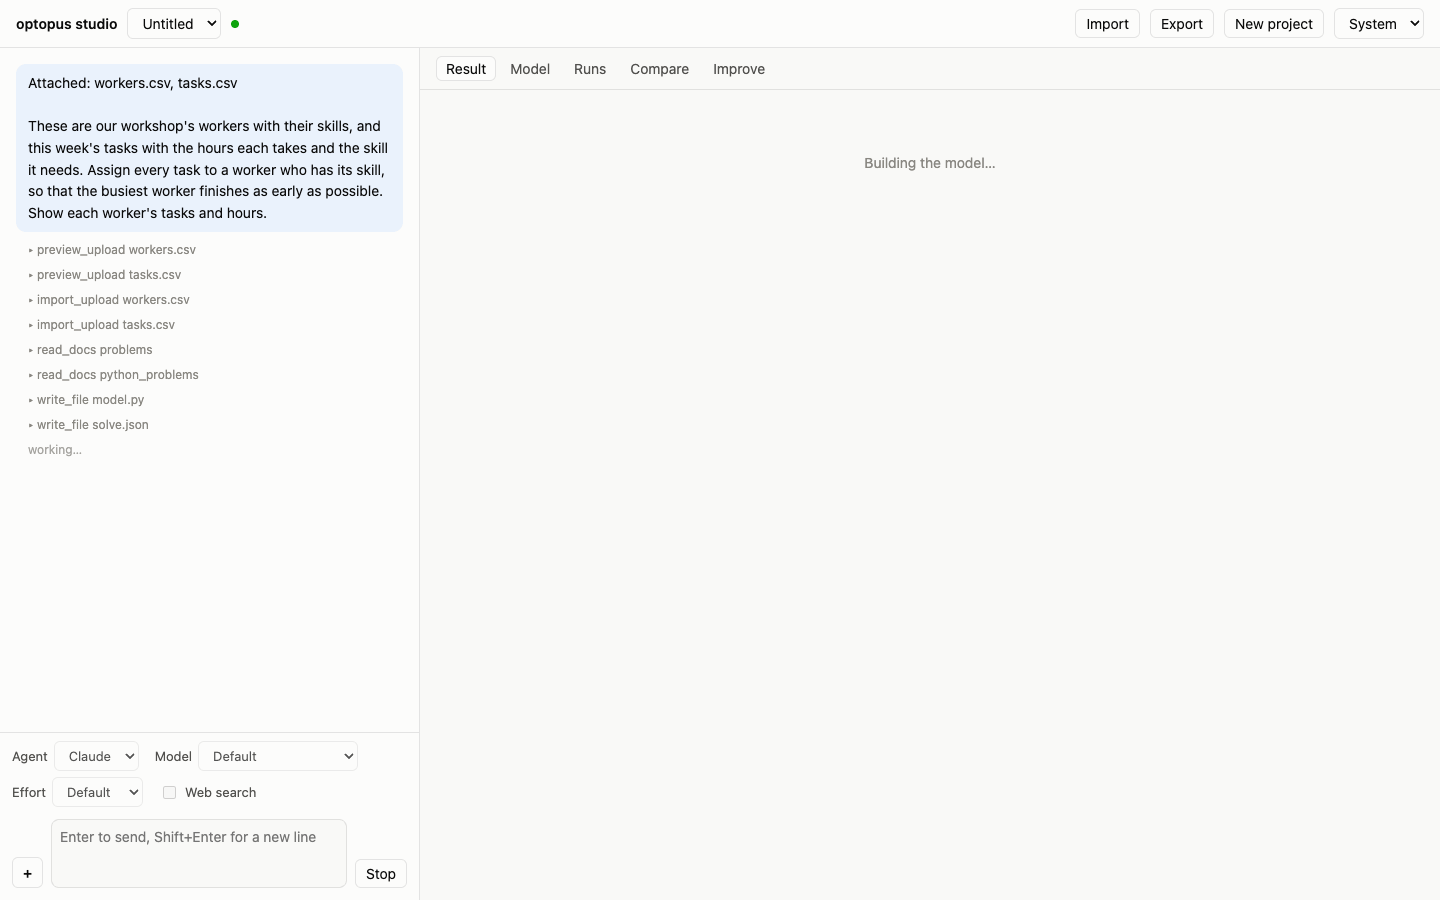 optopus studio
Untitled
Import
Export
New project
System
Attached: workers.csv, tasks.csv
These are our workshop's workers with their skills, and
this week's tasks with the hours each takes and the skill
it needs. Assign every task to a worker who has its skill,
so that the busiest worker finishes as early as possible.
Show each worker's tasks and hours.
preview_upload workers.csv
preview_upload tasks.csv
import_upload workers.csv
import_upload tasks.csv
read_docs problems
read_docs python_problems
write_file model.py
write_file solve.json
working...
Agent Claude Model Default
Effort Default Web search
Enter to send, Shift+Enter for a new line
+
Stop
Result Model Runs Compare Improve
Building the model...